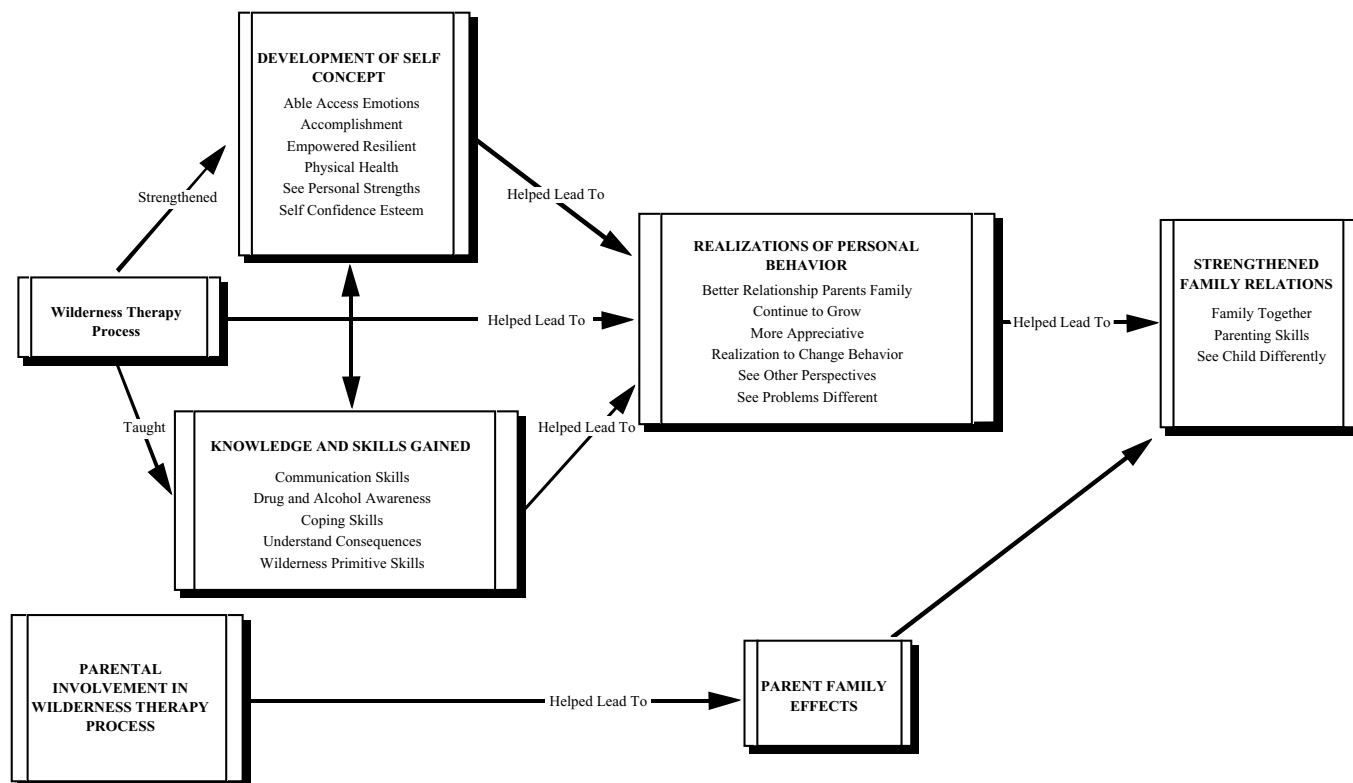 DEVELOPMENT OF SELF
CONCEPT
Able Access Emotions
Accomplishment
Empowered Resilient
Physical Health
See Personal Strengths
Self Confidence Esteem
Strengthened
Helped Lead To
Wilderness Therapy
Process
Helped Lead To
REALIZATIONS OF PERSONAL
BEHAVIOR
Better Relationship Parents Family
Continue to Grow
More Appreciative
Realization to Change Behavior
See Other Perspectives
See Problems Different
Helped Lead To
STRENGTHENED
FAMILY RELATIONS
Family Together
Parenting Skills
See Child Differently
Taught
Helped Lead To
KNOWLEDGE AND SKILLS GAINED
Communication Skills
Drug and Alcohol Awareness
Coping Skills
Understand Consequences
Wilderness Primitive Skills
PARENTAL
INVOLVEMENT IN
WILDERNESS THERAPY
PROCESS
Helped Lead To
PARENT FAMILY
EFFECTS